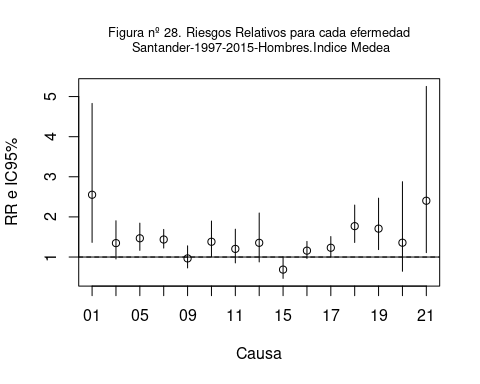 Figura nº 28. Riesgos Relativos para cada efermedad
Santander-1997-2015-Hombres.Indice Medea
RR e IC95%
5
4
3
2
1
01 05 09 11 15 19 21
Causa